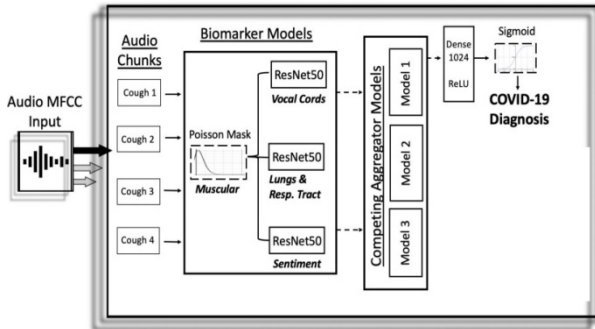 Audio MFCC
Input
Audio
Chunks
Cough 1
Cough 2
Cough 3
Cough 4
Biomarker Models
Poisson Mask
Muscular
ResNet50
Vocal Cords
ResNet50
Lungs &
Resp. Tract
ResNet50
Sentiment
Competing Aggregator Models
Model 1
Model 2
Model 3
Dense
1024
ReLU
Sigmoid
COVID-19
Diagnosis